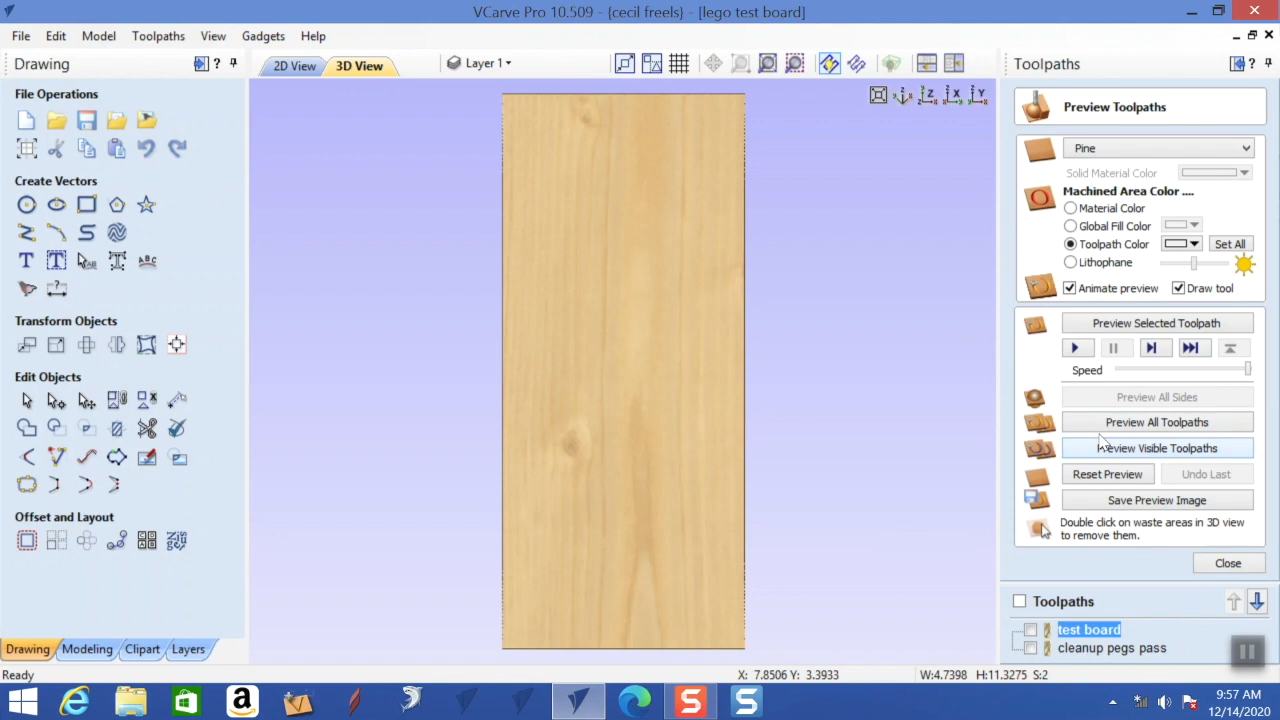 VCarve Pro 10.509 - {cecil freels} - [lego test board]
File Edit Model Toolpaths View Gadgets Help
Drawing
2D View 3D View Layer 1
Toolpaths
File Operations
Create Vectors
Transform Objects
Edit Objects
Offset and Layout
Drawing Modeling Clipart Layers
Z X Y
Preview Toolpaths
Pine
Solid Material Color
Machined Area Color ....
Material Color
Global Fill Color
Toolpath Color Set All
Lithophane
Animate preview Draw tool
Preview Selected Toolpath
Speed
Preview All Sides
Preview All Toolpaths
Preview Visible Toolpaths
Reset Preview Undo Last
Save Preview Image
Double click on waste areas in 3D view
to remove them.
Close
Toolpaths
test board
cleanup pegs pass
Ready X: 7.8506 Y: 3.3933 W:4.7398 H:11.3275 S:2
9:57 AM
12/14/2020